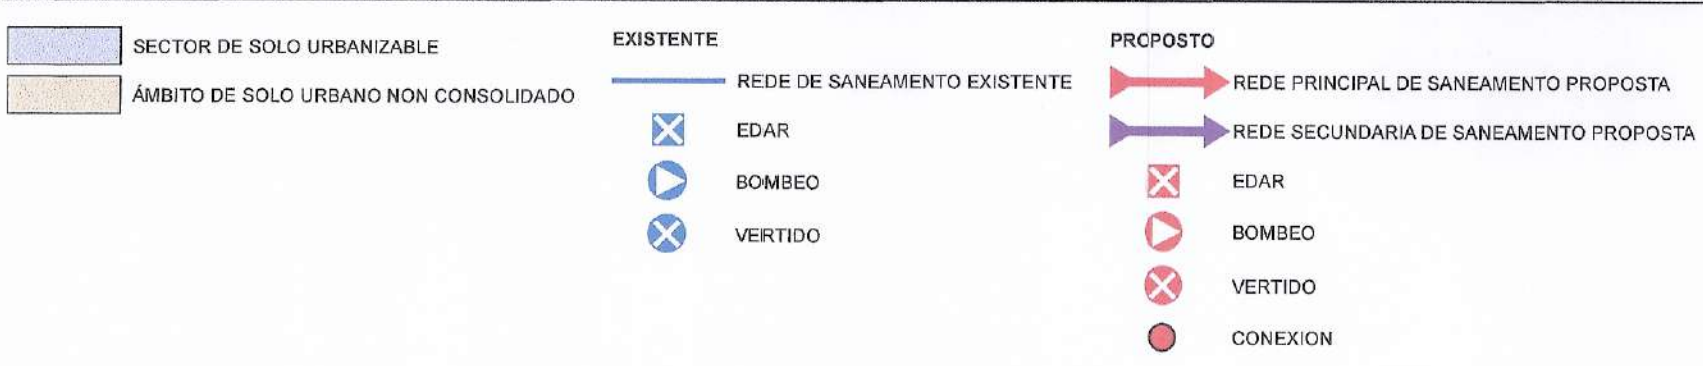 SECTOR DE SOLO URBANIZABLE
ÁMBITO DE SOLO URBANO NON CONSOLIDADO
EXISTENTE
REDE DE SANEAMENTO EXISTENTE
EDAR
BOMBEO
VERTIDO
PROPOSTO
REDE PRINCIPAL DE SANEAMENTO PROPOSTA
REDE SECUNDARIA DE SANEAMENTO PROPOSTA
EDAR
BOMBEO
VERTIDO
CONEXION